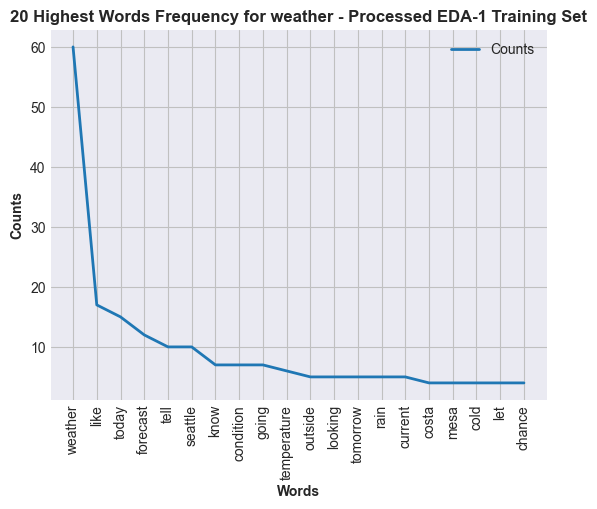 20 Highest Words Frequency for weather - Processed EDA-1 Training Set
Counts
60
50
40
30
20
10
Counts
weather
like
today
forecast
tell
seattle
know
condition
going
temperature
outside
looking
tomorrow
rain
current
costa
mesa
cold
let
chance
Words